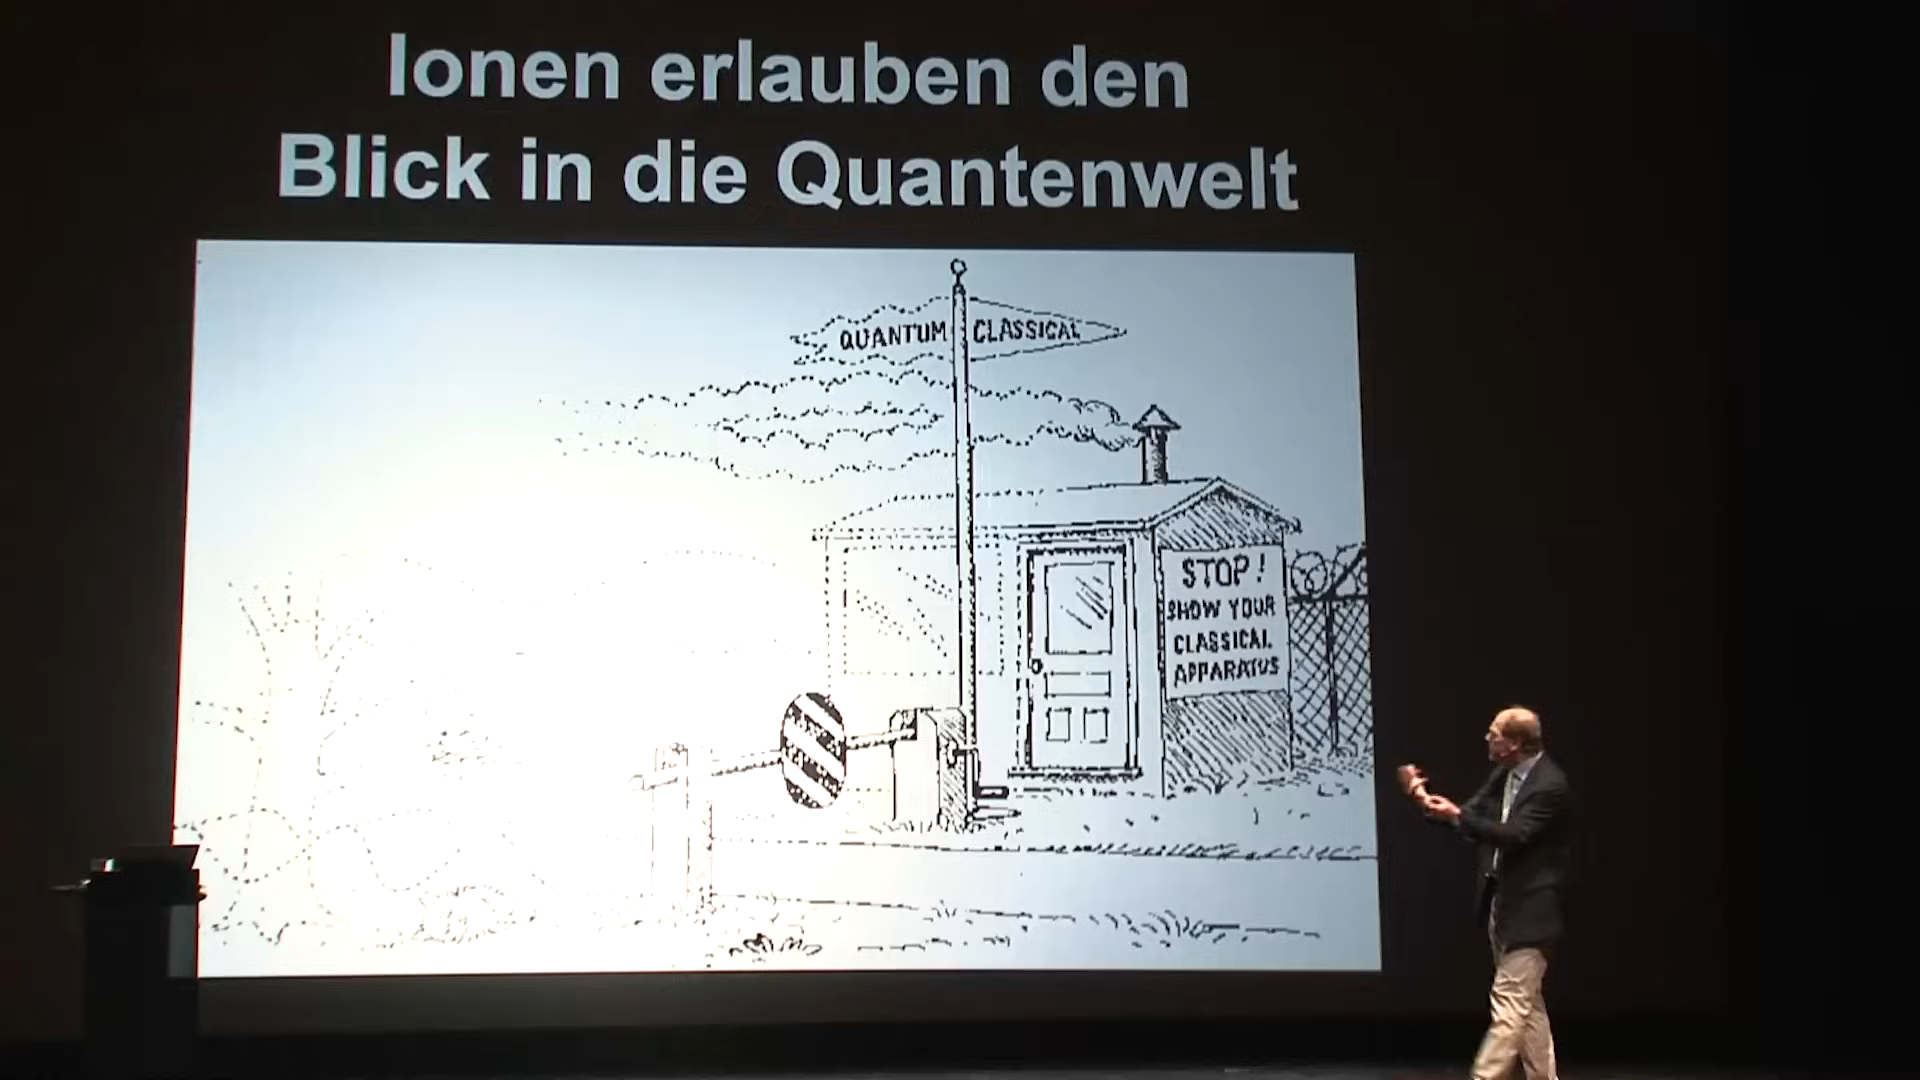 Ionen erlauben den
Blick in die Quantenwelt
QUANTUM CLASSICAL
STOP!
SHOW YOUR
CLASSICAL
APPARATUS